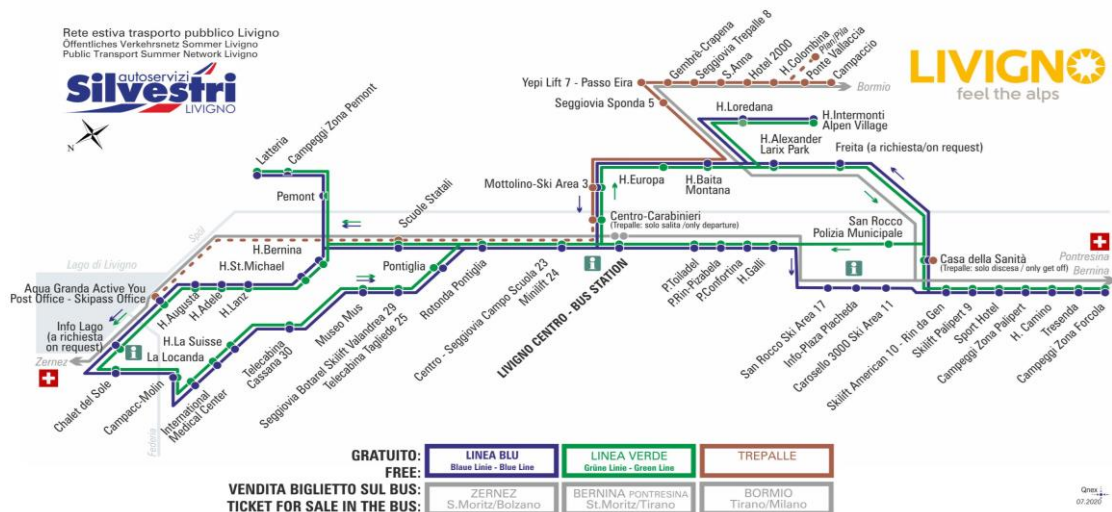 Rete estiva trasporto pubblico Livigno
Öffentliches Verkehrsnetz Sommer Livigno
Public Transport Summer Network Livigno
autoservizi
Silvestri
LIVIGNO
N
LIVIGNO
feel the alps
Gembrè-Crapena
Seggiovia Trepalle 8
S.Anna
Hotel 2000
H.Colombina
Plan/Pila
Ponte Vallaccia
Campaccio
Yepi Lift 7 - Passo Eira
Bormio
Seggiovia Sponda 5
H.Loredana
H.Intermonti
Alpen Village
H.Alexander
Larix Park
Freita (a richiesta/on request)
Latteria
Campeggi Zona Pemont
Pemont
Mottolino-Ski Area 3
H.Europa
H.Baita
Montana
Scuole Statali
Centro-Carabinieri
(Trepalle: solo salita /only departure)
San Rocco
Polizia Municipale
Spöl
Lago di Livigno
H.Bernina
H.St.Michael
Pontiglia
Casa della Sanità
(Trepalle: solo discesa / only get off)
Pontresina
Bernina
Aqua Granda Active You
Post Office - Skipass Office
H.Augusta
H.Adele
H.Lanz
Museo Mus
Seggiovia Botarel Skilift Valandrea 29
Telecabina Tagliede 25
Rotonda Pontiglia
Centro - Seggiovia Campo Scuola 23
Minilift 24
LIVIGNO CENTRO - BUS STATION
P.Toiladel
P.Rin-Pizabela
P.Confortina
H.Galli
Info Lago
(a richiesta
on request)
H.La Suisse
La Locanda
Telecabina
Cassana 30
San Rocco Ski Area 17
Info-Plaza Placheda
Carosello 3000 Ski Area 11
Skilift American 10 - Rin da Gen
Skilift Palipert 9
Sport Hotel
Campeggi Zona Palipert
H. Camino
Tresenda
Campeggi Zona Forcola
Zernez
Chalet del Sole
Campacc-Molin
International
Medical Center
Federia
GRATUITO:
FREE:
LINEA BLU
Blaue Linie - Blue Line
LINEA VERDE
Grüne Linie - Green Line
TREPALLE
VENDITA BIGLIETTO SUL BUS:
TICKET FOR SALE IN THE BUS:
ZERNEZ
S.Moritz/Bolzano
BERNINA PONTRESINA
St.Moritz/Tirano
BORMIO
Tirano/Milano
Qnex
07.2020